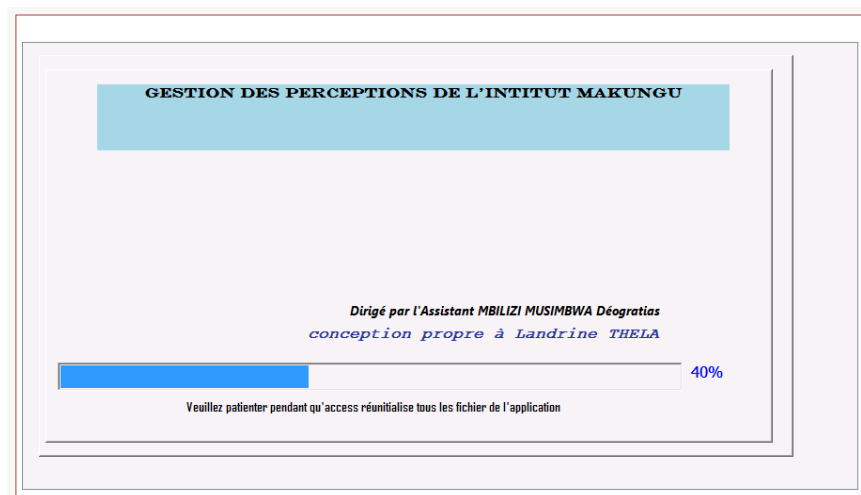 GESTION DES PERCEPTIONS DE L'INTITUT MAKUNGU
Dirigé par l'Assistant MBILIZI MUSIMBWA Déogratias
conception propre à Landrine THELA
40%
Veuillez patienter pendant qu'access réunitialise tous les fichier de l'application